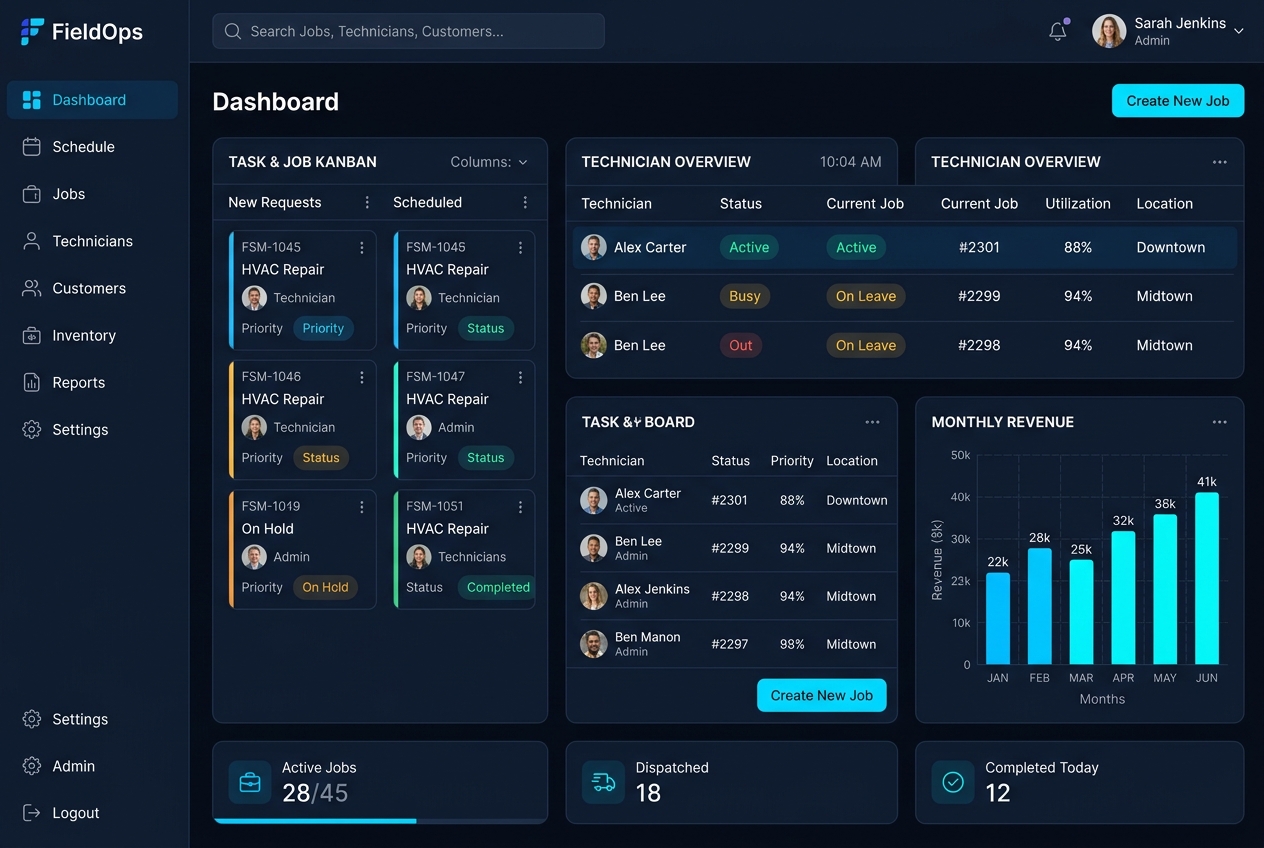 FieldOps
Search Jobs, Technicians, Customers...
Sarah Jenkins
Admin
Dashboard
Schedule
Jobs
Technicians
Customers
Inventory
Reports
Settings
Settings
Admin
Logout
Dashboard
Create New Job
TASK & JOB KANBAN
Columns:
New Requests
Scheduled
FSM-1045
HVAC Repair
Technician
Priority Priority
FSM-1045
HVAC Repair
Technician
Priority Status
FSM-1046
HVAC Repair
Technician
Priority Status
FSM-1047
HVAC Repair
Admin
Priority Status
FSM-1049
On Hold
Admin
Priority On Hold
FSM-1051
HVAC Repair
Technicians
Status Completed
TECHNICIAN OVERVIEW 10:04 AM
TECHNICIAN OVERVIEW
Technician Status Current Job Current Job Utilization Location
Alex Carter Active Active #2301 88% Downtown
Ben Lee Busy On Leave #2299 94% Midtown
Ben Lee Out On Leave #2298 94% Midtown
TASK & BOARD
Technician Status Priority Location
Alex Carter #2301 88% Downtown
Active
Ben Lee #2299 94% Midtown
Admin
Alex Jenkins #2298 94% Midtown
Admin
Ben Manon #2297 98% Midtown
Admin
Create New Job
MONTHLY REVENUE
Revenue (8k)
50k
40k
30k
23k
10k
0
22k
28k
25k
32k
36k
41k
JAN FEB MAR APR MAY JUN
Months
Active Jobs
28/45
Dispatched
18
Completed Today
12